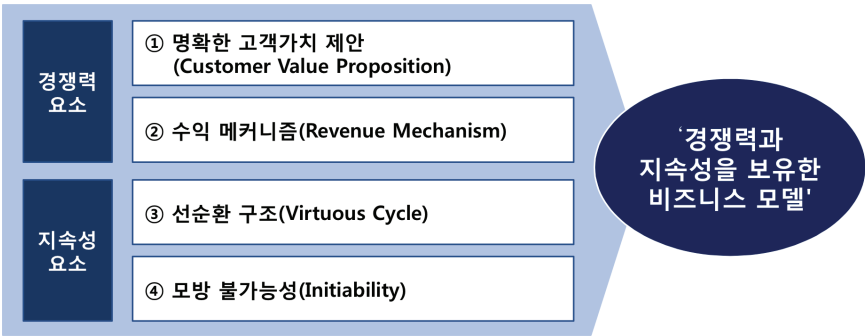 경쟁력
요소
① 명확한 고객가치 제안
(Customer Value Proposition)
② 수익 메커니즘(Revenue Mechanism)
지속성
요소
③ 선순환 구조(Virtuous Cycle)
④ 모방 불가능성(Initiability)
‘경쟁력과
지속성을 보유한
비즈니스 모델'